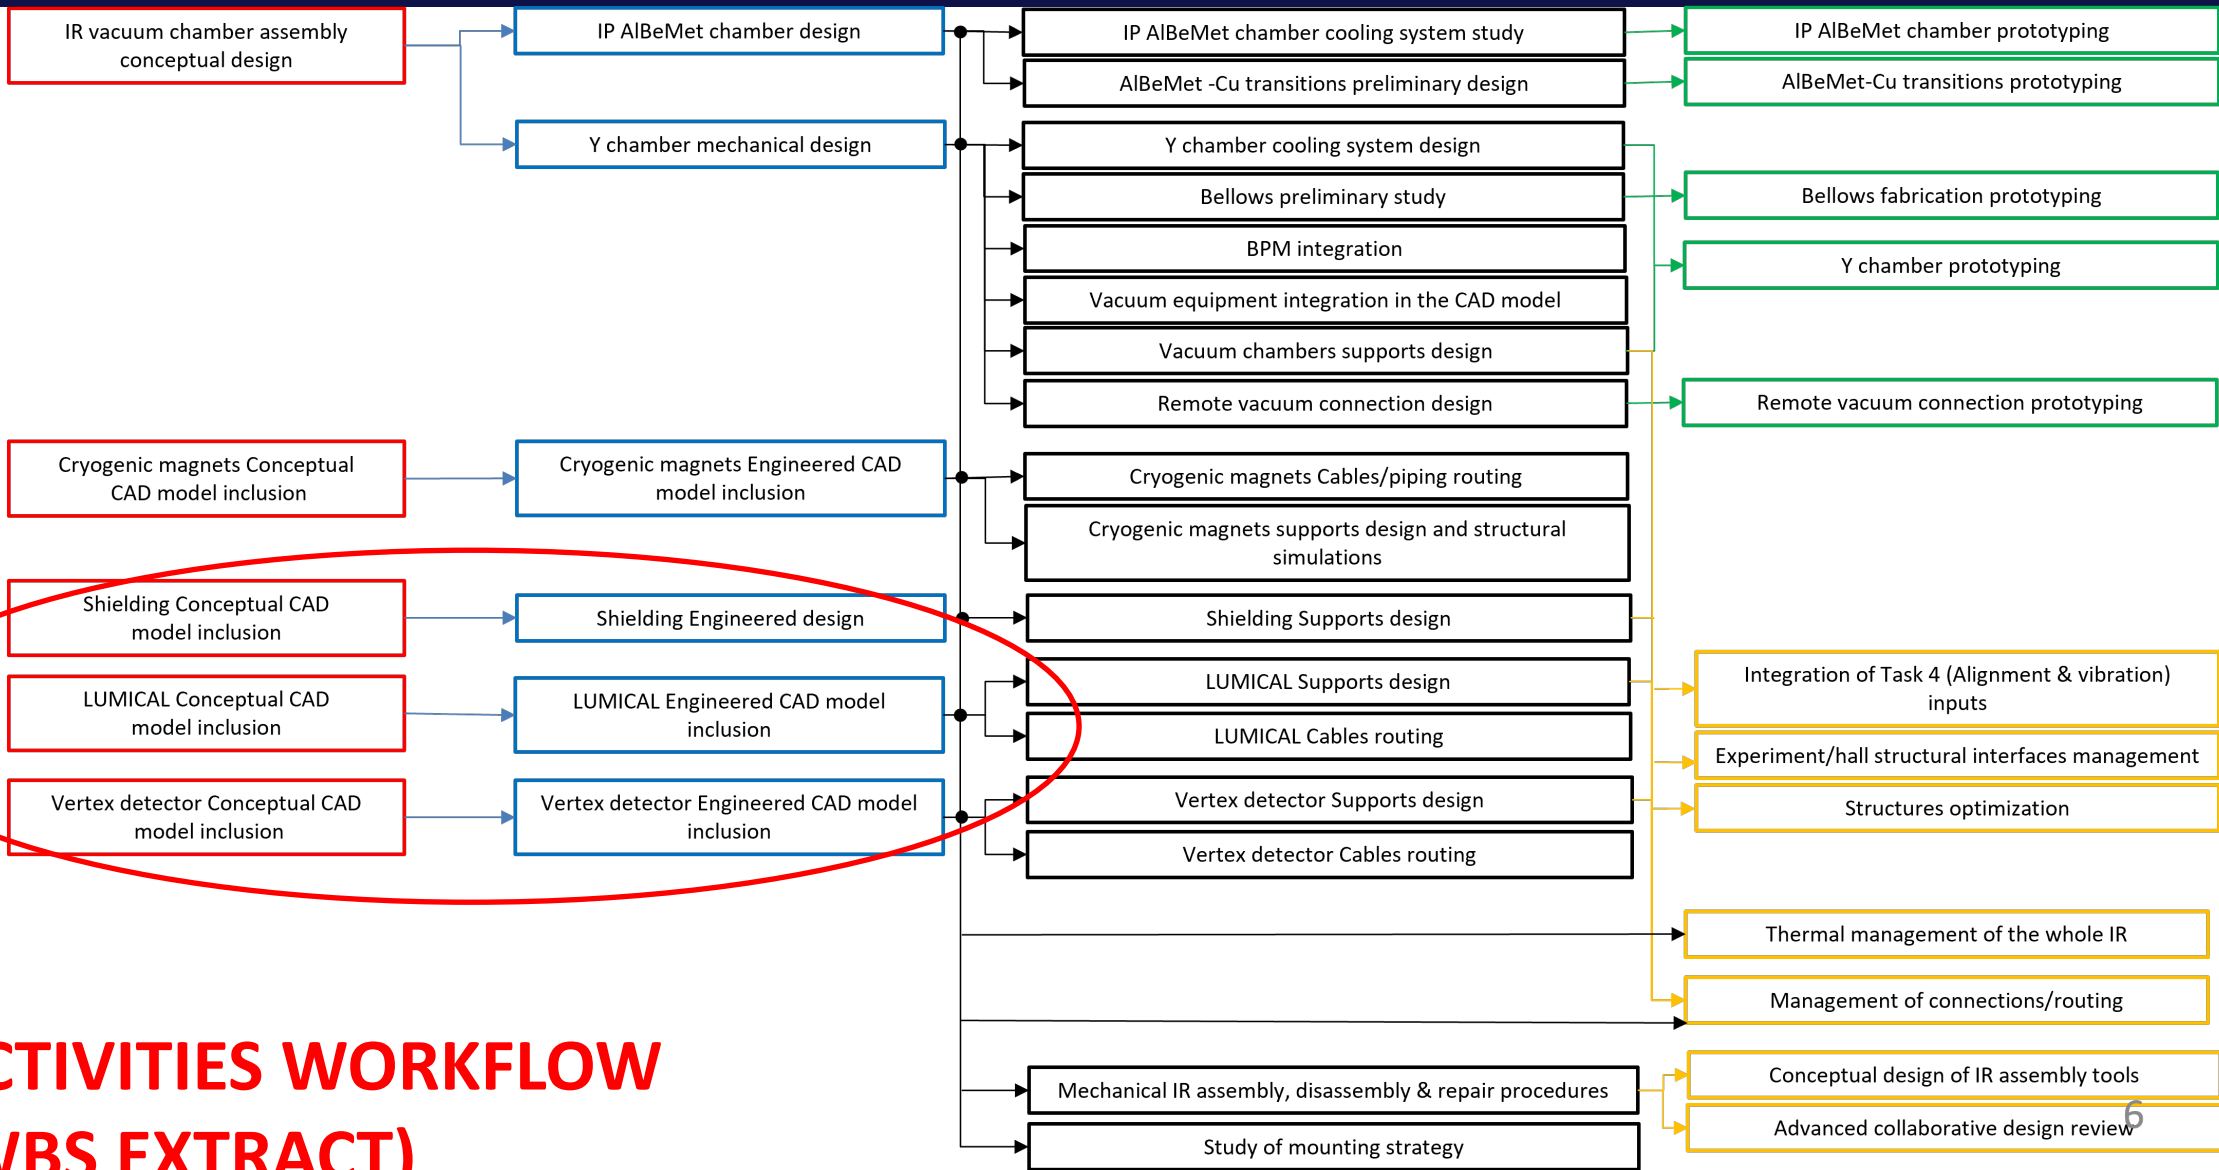 IR vacuum chamber assembly
conceptual design
IP AlBeMet chamber design
IP AlBeMet chamber cooling system study
IP AlBeMet chamber prototyping
AlBeMet -Cu transitions preliminary design
AlBeMet-Cu transitions prototyping
Y chamber mechanical design
Y chamber cooling system design
Bellows preliminary study
Bellows fabrication prototyping
BPM integration
Y chamber prototyping
Vacuum equipment integration in the CAD model
Vacuum chambers supports design
Remote vacuum connection design
Remote vacuum connection prototyping
Cryogenic magnets Conceptual
CAD model inclusion
Cryogenic magnets Engineered CAD
model inclusion
Cryogenic magnets Cables/piping routing
Cryogenic magnets supports design and structural
simulations
Shielding Conceptual CAD
model inclusion
Shielding Engineered design
Shielding Supports design
LUMICAL Conceptual CAD
model inclusion
LUMICAL Engineered CAD model
inclusion
LUMICAL Supports design
LUMICAL Cables routing
Integration of Task 4 (Alignment & vibration)
inputs
Experiment/hall structural interfaces management
Structures optimization
Vertex detector Conceptual CAD
model inclusion
Vertex detector Engineered CAD model
inclusion
Vertex detector Supports design
Vertex detector Cables routing
Thermal management of the whole IR
Management of connections/routing
Mechanical IR assembly, disassembly & repair procedures
Study of mounting strategy
Conceptual design of IR assembly tools
Advanced collaborative design review
6
CTIVITIES WORKFLOW
WBS EXTRACT)